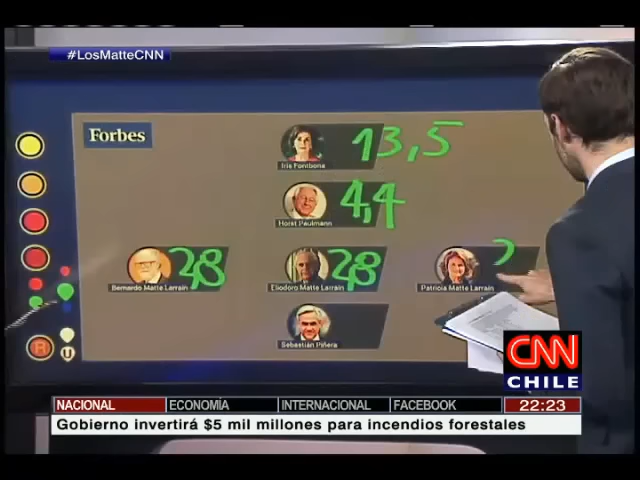 #LosMatteCNN
Forbes
13,5
Iris Fontbona
4,4
Horst Paulmann
2,8
Bernardo Matte Larraín
2,8
Eliodoro Matte Larraín
2
Patricia Matte Larraín
Sebastián Piñera
R
U
CNN
CHILE
NACIONAL ECONOMÍA INTERNACIONAL FACEBOOK 22:23
Gobierno invertirá $5 mil millones para incendios forestales